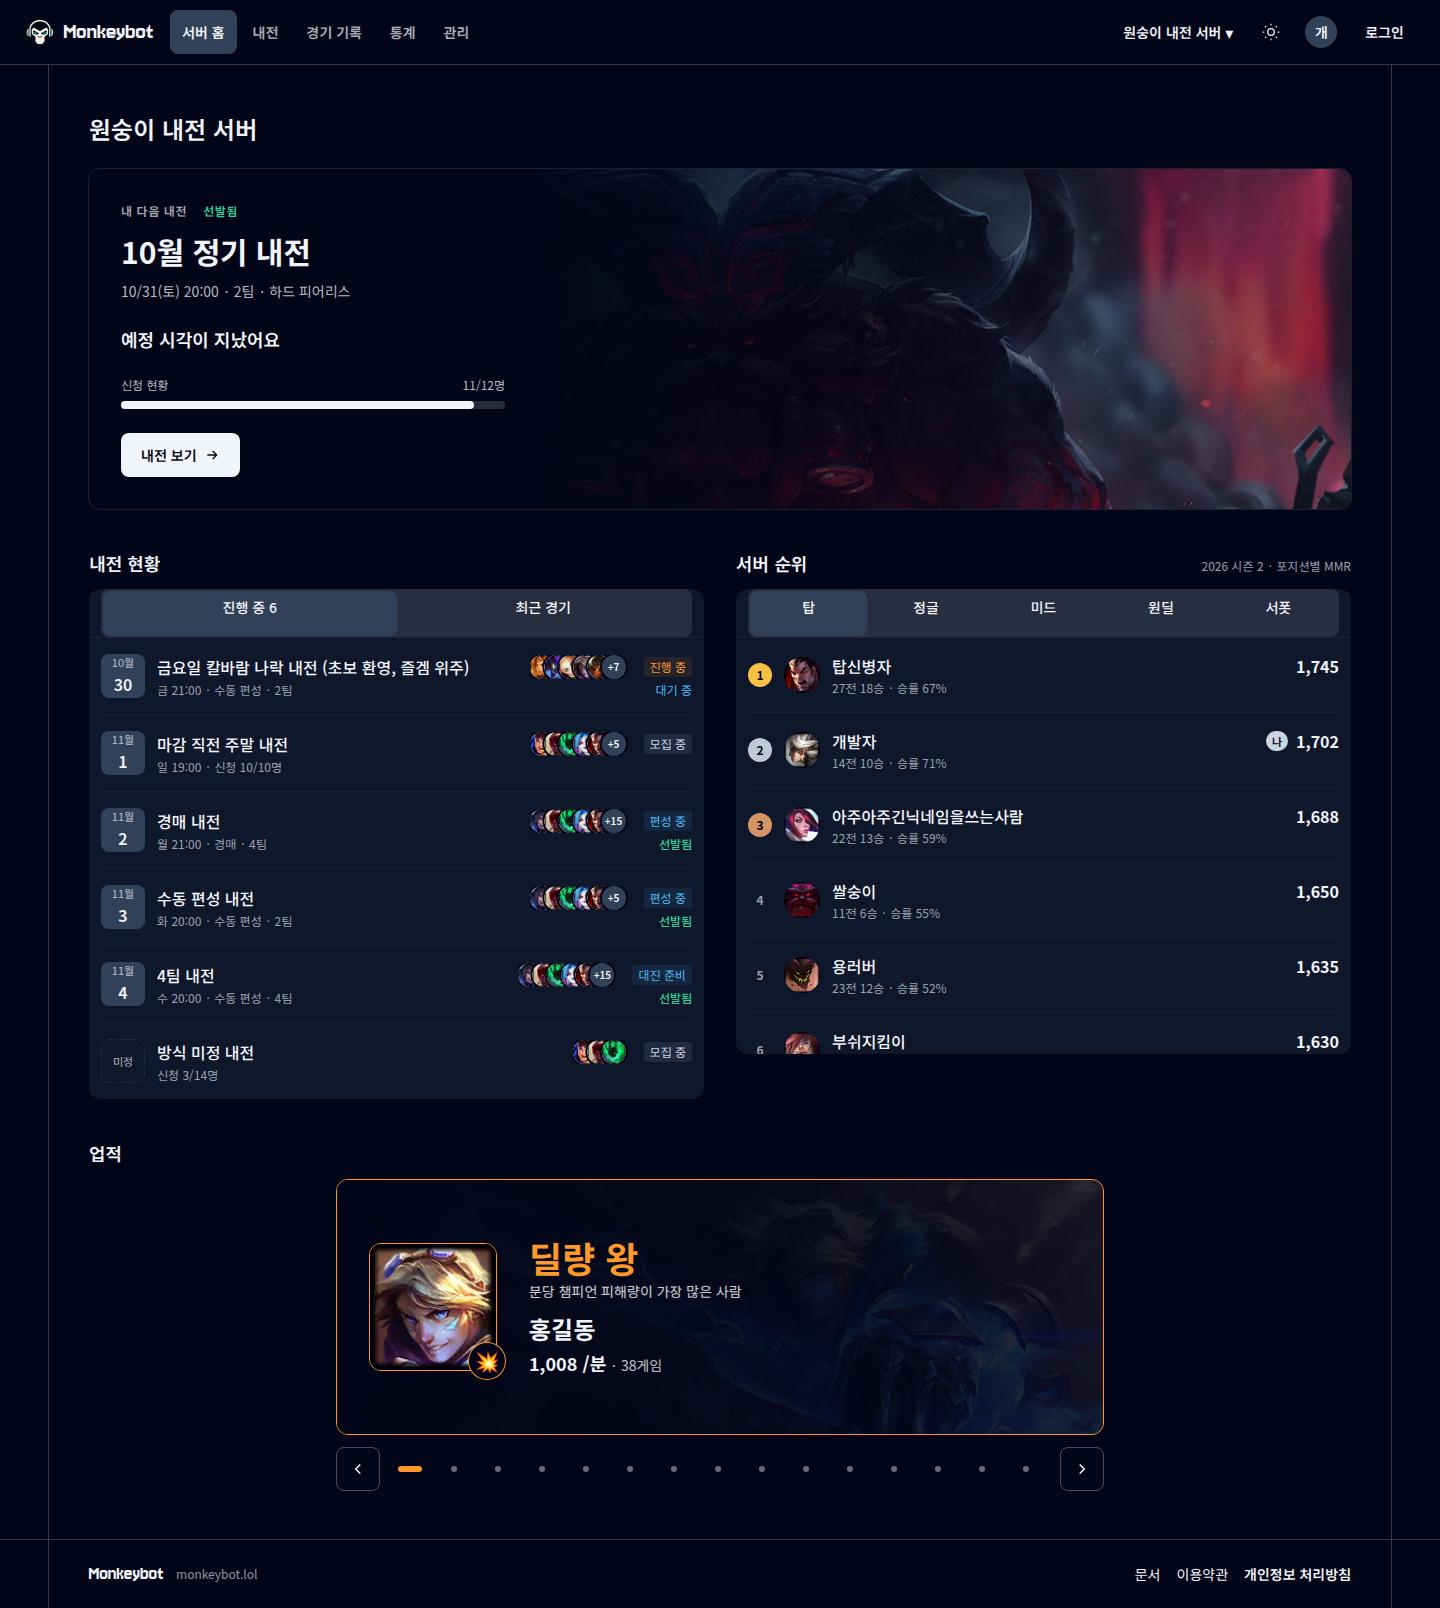 Monkeybot
서버 홈
내전
경기 기록
통계
관리
원숭이 내전 서버 ▾
개
로그인
원숭이 내전 서버
내 다음 내전 선발됨
10월 정기 내전
10/31(토) 20:00 · 2팀 · 하드 피어리스
예정 시각이 지났어요
신청 현황 11/12명
내전 보기 →
내전 현황
진행 중 6 최근 경기
10월 30
금요일 칼바람 나락 내전 (초보 환영, 즐겜 위주)
금 21:00 · 수동 편성 · 2팀
+7
진행 중
대기 중
11월 1
마감 직전 주말 내전
일 19:00 · 신청 10/10명
+5
모집 중
11월 2
경매 내전
월 21:00 · 경매 · 4팀
+15
편성 중
선발됨
11월 3
수동 편성 내전
화 20:00 · 수동 편성 · 2팀
+5
편성 중
선발됨
11월 4
4팀 내전
수 20:00 · 수동 편성 · 4팀
+15
대진 준비
선발됨
미정
방식 미정 내전
신청 3/14명
모집 중
서버 순위
2026 시즌 2 · 포지션별 MMR
탑 정글 미드 원딜 서폿
1
탑신병자
27전 18승 · 승률 67%
1,745
2
개발자
14전 10승 · 승률 71%
나 1,702
3
아주아주긴닉네임을쓰는사람
22전 13승 · 승률 59%
1,688
4
쌀숭이
11전 6승 · 승률 55%
1,650
5
용러버
23전 12승 · 승률 52%
1,635
6
부쉬지킴이
1,630
업적
딜량 왕
분당 챔피언 피해량이 가장 많은 사람
홍길동
1,008 /분 · 38게임
Monkeybot monkeybot.lol
문서 이용약관 개인정보 처리방침